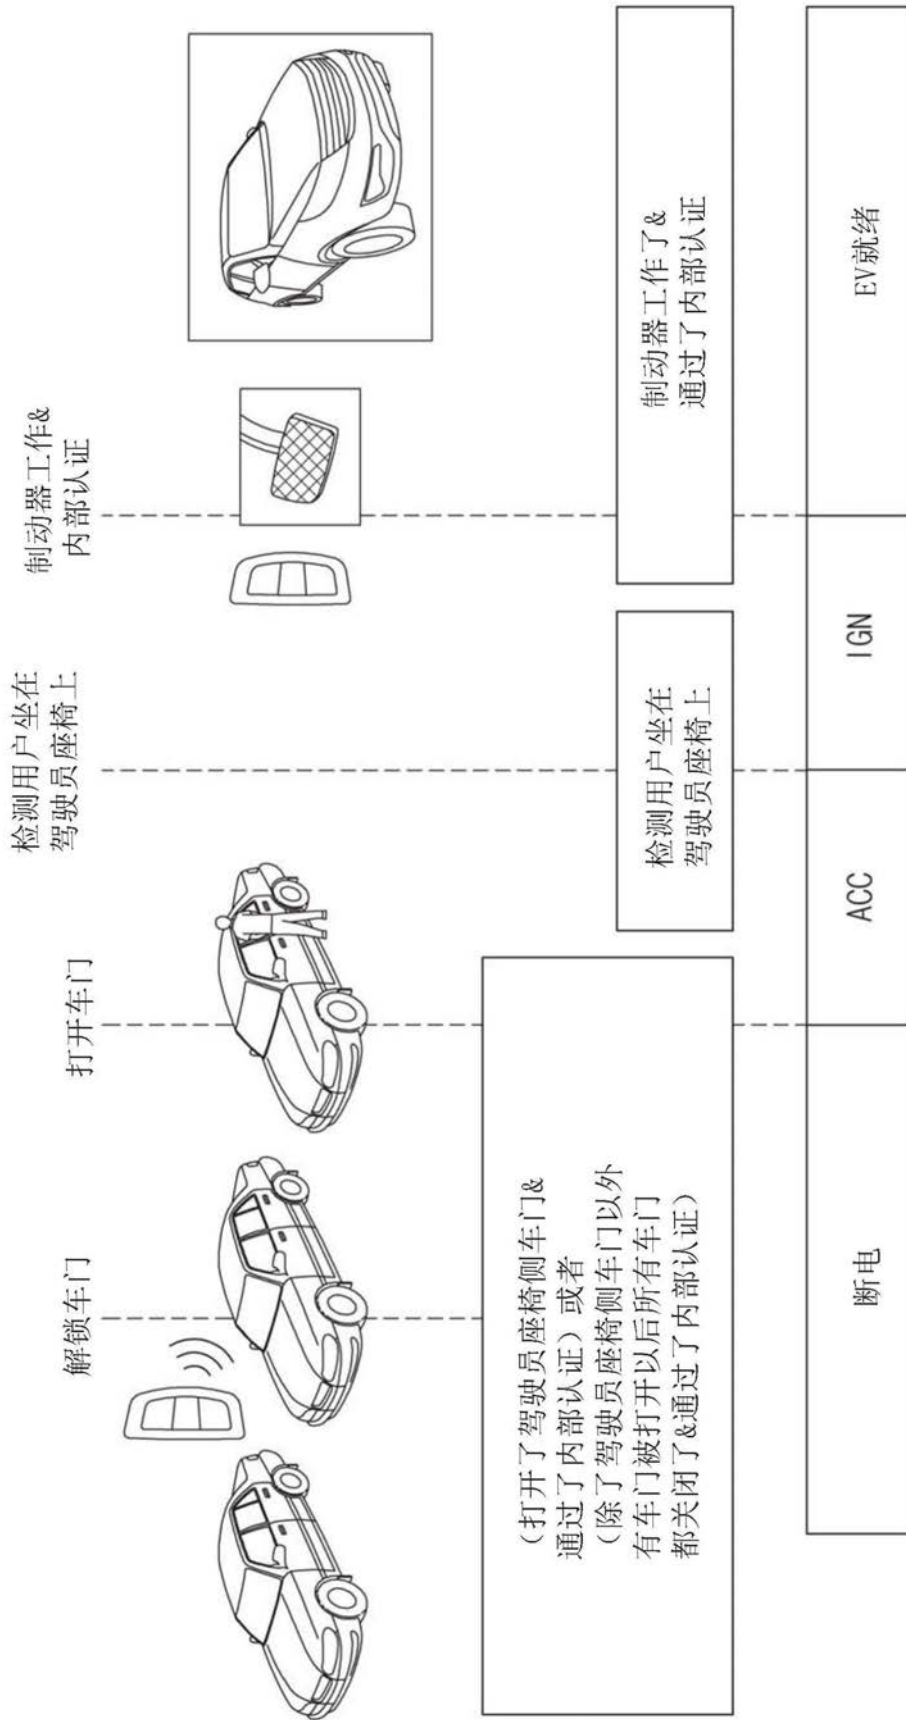 解锁车门
打开车门
检测用户坐在
驾驶员座椅上
制动器工作&
内部认证
（打开了驾驶员座椅侧车门&
通过了内部认证）或者
（除了驾驶员座椅侧车门以外
有车门被打开以后所有车门
都关闭了&通过了内部认证）
检测用户坐在
驾驶员座椅上
制动器工作了&
通过了内部认证
断电
ACC
IGN
EV就绪